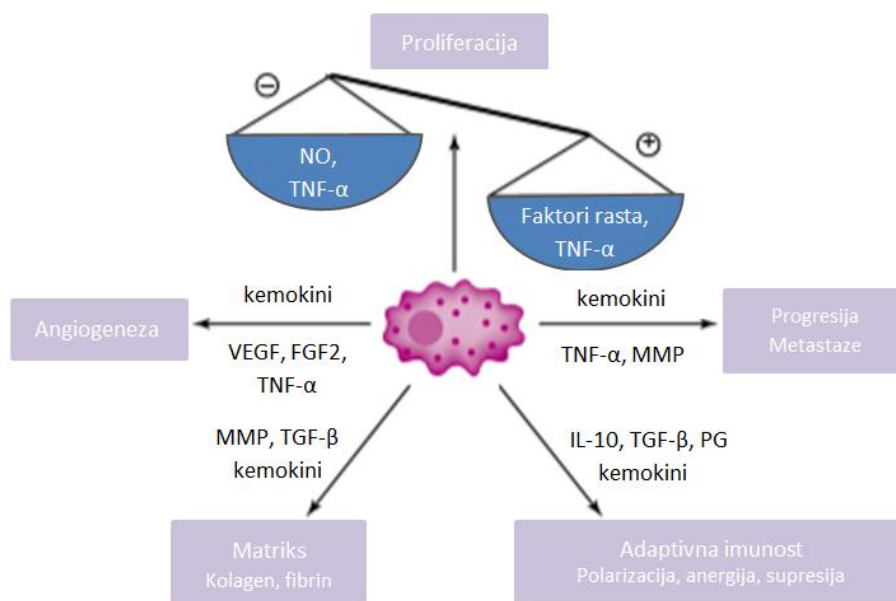 Proliferacija
−
NO,
TNF-α
+
Faktori rasta,
TNF-α
kemokini
Angiogeneza
VEGF, FGF2,
TNF-α
kemokini
Progresija
Metastaze
TNF-α, MMP
MMP, TGF-β
kemokini
IL-10, TGF-β, PG
kemokini
Matriks
Kolagen, fibrin
Adaptivna imunost
Polarizacija, anergija, supresija